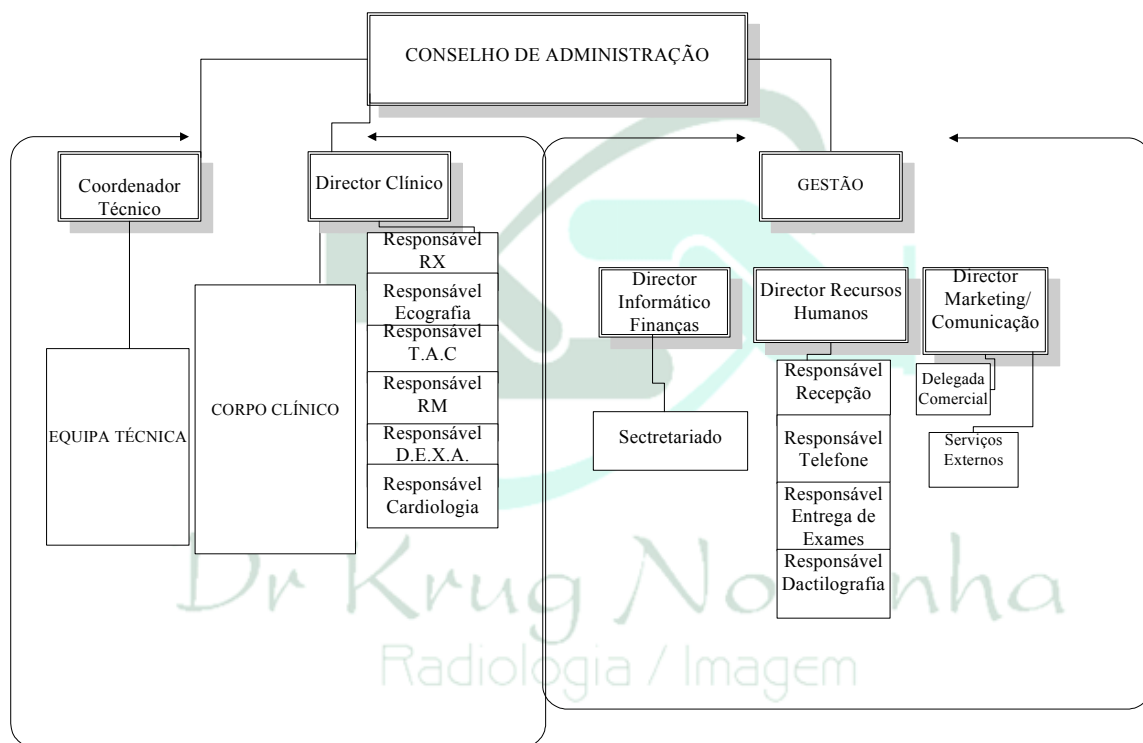 CONSELHO DE ADMINISTRAÇÃO
Coordenador
Técnico
Director Clínico
GESTÃO
Responsável
RX
Responsável
Ecografia
Responsável
T.A.C
Responsável
RM
Responsável
D.E.X.A.
Responsável
Cardiologia
CORPO CLÍNICO
EQUIPA TÉCNICA
Director
Informático
Finanças
Director Recursos
Humanos
Director
Marketing/
Comunicação
Sectretariado
Responsável
Recepção
Responsável
Telefone
Responsável
Entrega de
Exames
Responsável
Dactilografia
Delegada
Comercial
Serviços
Externos
Dr Krug No nha
Radiologia / Imagem